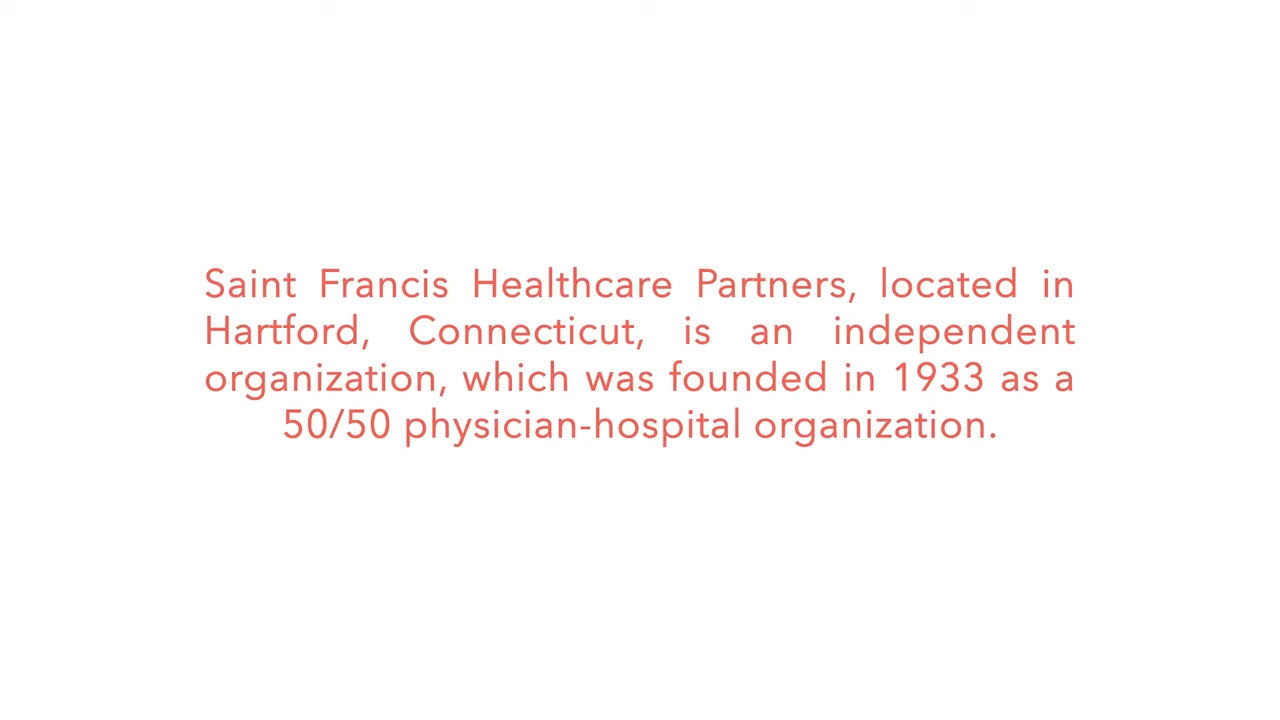 Saint Francis Healthcare Partners, located in
Hartford, Connecticut, is an independent
organization, which was founded in 1933 as a
50/50 physician-hospital organization.